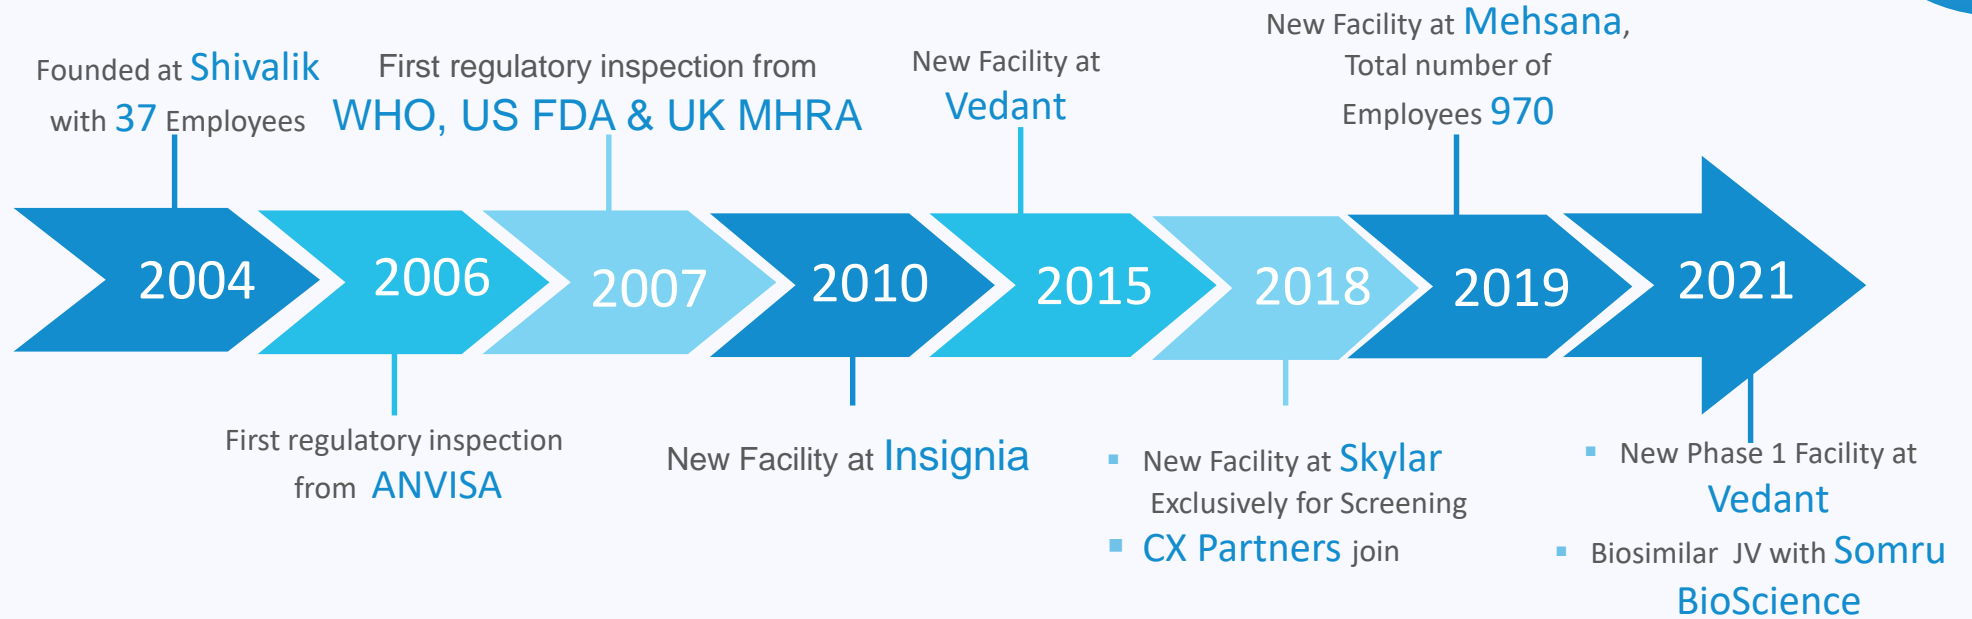 Founded at Shivalik
with 37 Employees
First regulatory inspection from
WHO, US FDA & UK MHRA
New Facility at
Vedant
New Facility at Mehsana,
Total number of
Employees 970
2004
2006
2007
2010
2015
2018
2019
2021
First regulatory inspection
from ANVISA
New Facility at Insignia
▪ New Facility at Skylar
Exclusively for Screening
▪ CX Partners join
▪ New Phase 1 Facility at
Vedant
▪ Biosimilar JV with Somru
BioScience